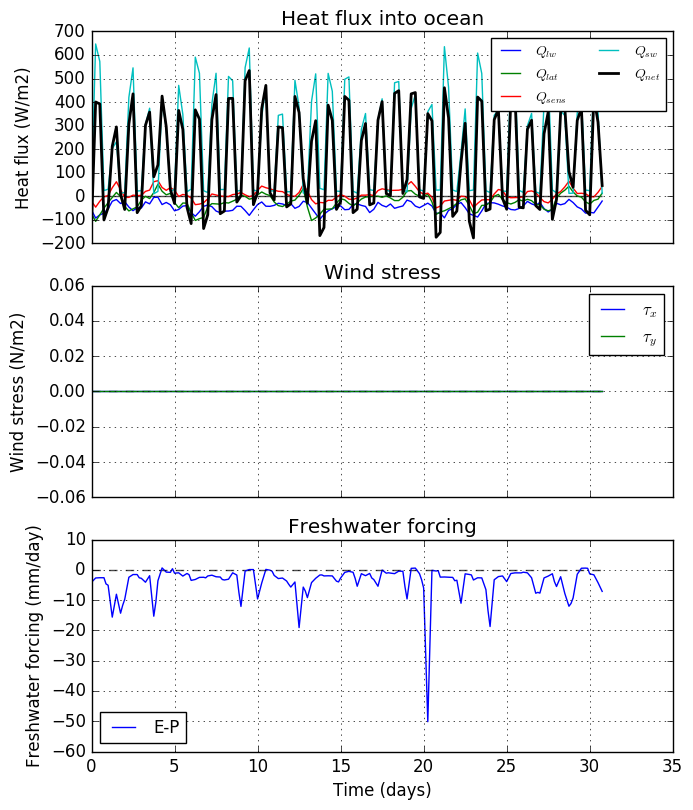 Heat flux into ocean
Heat flux (W/m2)
700
600
500
400
300
200
100
0
−100
−200
Q_lw
Q_lat
Q_sens
Q_sw
Q_net
Wind stress
Wind stress (N/m2)
0.06
0.04
0.02
0.00
−0.02
−0.04
−0.06
τ_x
τ_y
Freshwater forcing
Freshwater forcing (mm/day)
10
0
−10
−20
−30
−40
−50
−60
E-P
0 5 10 15 20 25 30 35
Time (days)